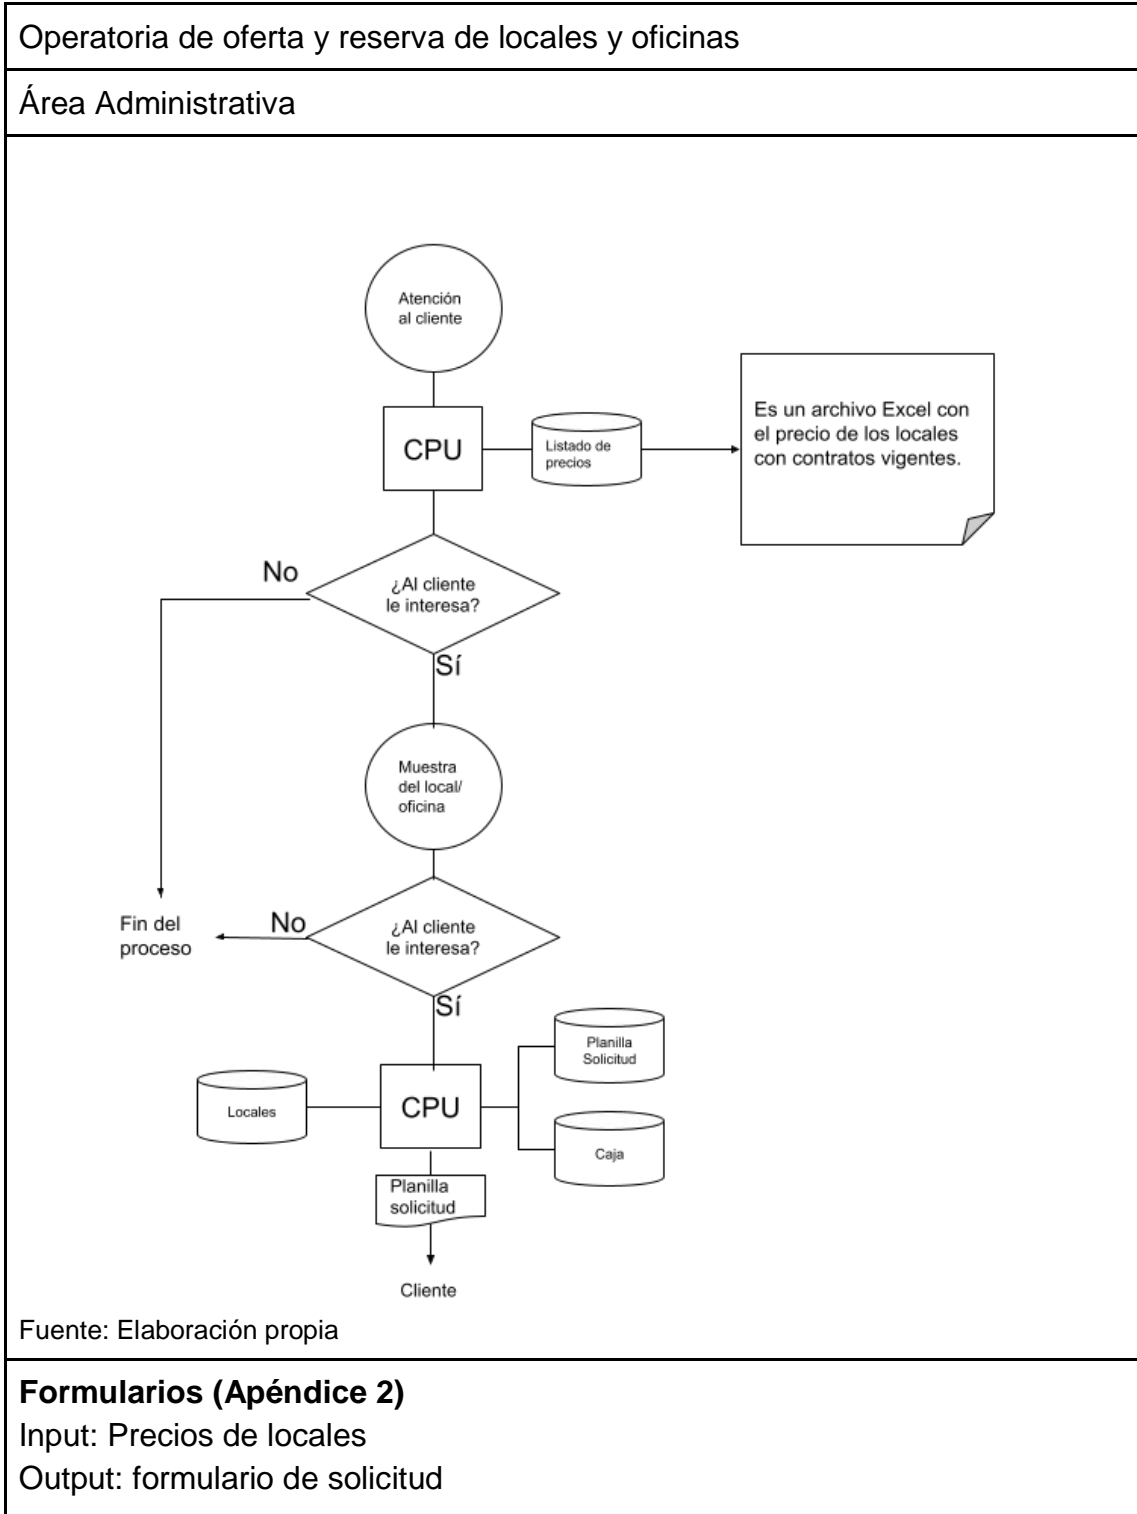 Operatoria de oferta y reserva de locales y oficinas
Área Administrativa
Atención
al cliente
CPU
Listado de
precios
Es un archivo Excel con
el precio de los locales
con contratos vigentes.
No
¿Al cliente
le interesa?
Sí
Muestra
del local/
oficina
Fin del
proceso
No
¿Al cliente
le interesa?
Sí
Planilla
Solicitud
Locales
CPU
Caja
Planilla
solicitud
Cliente
Fuente: Elaboración propia
Formularios (Apéndice 2)
Input: Precios de locales
Output: formulario de solicitud